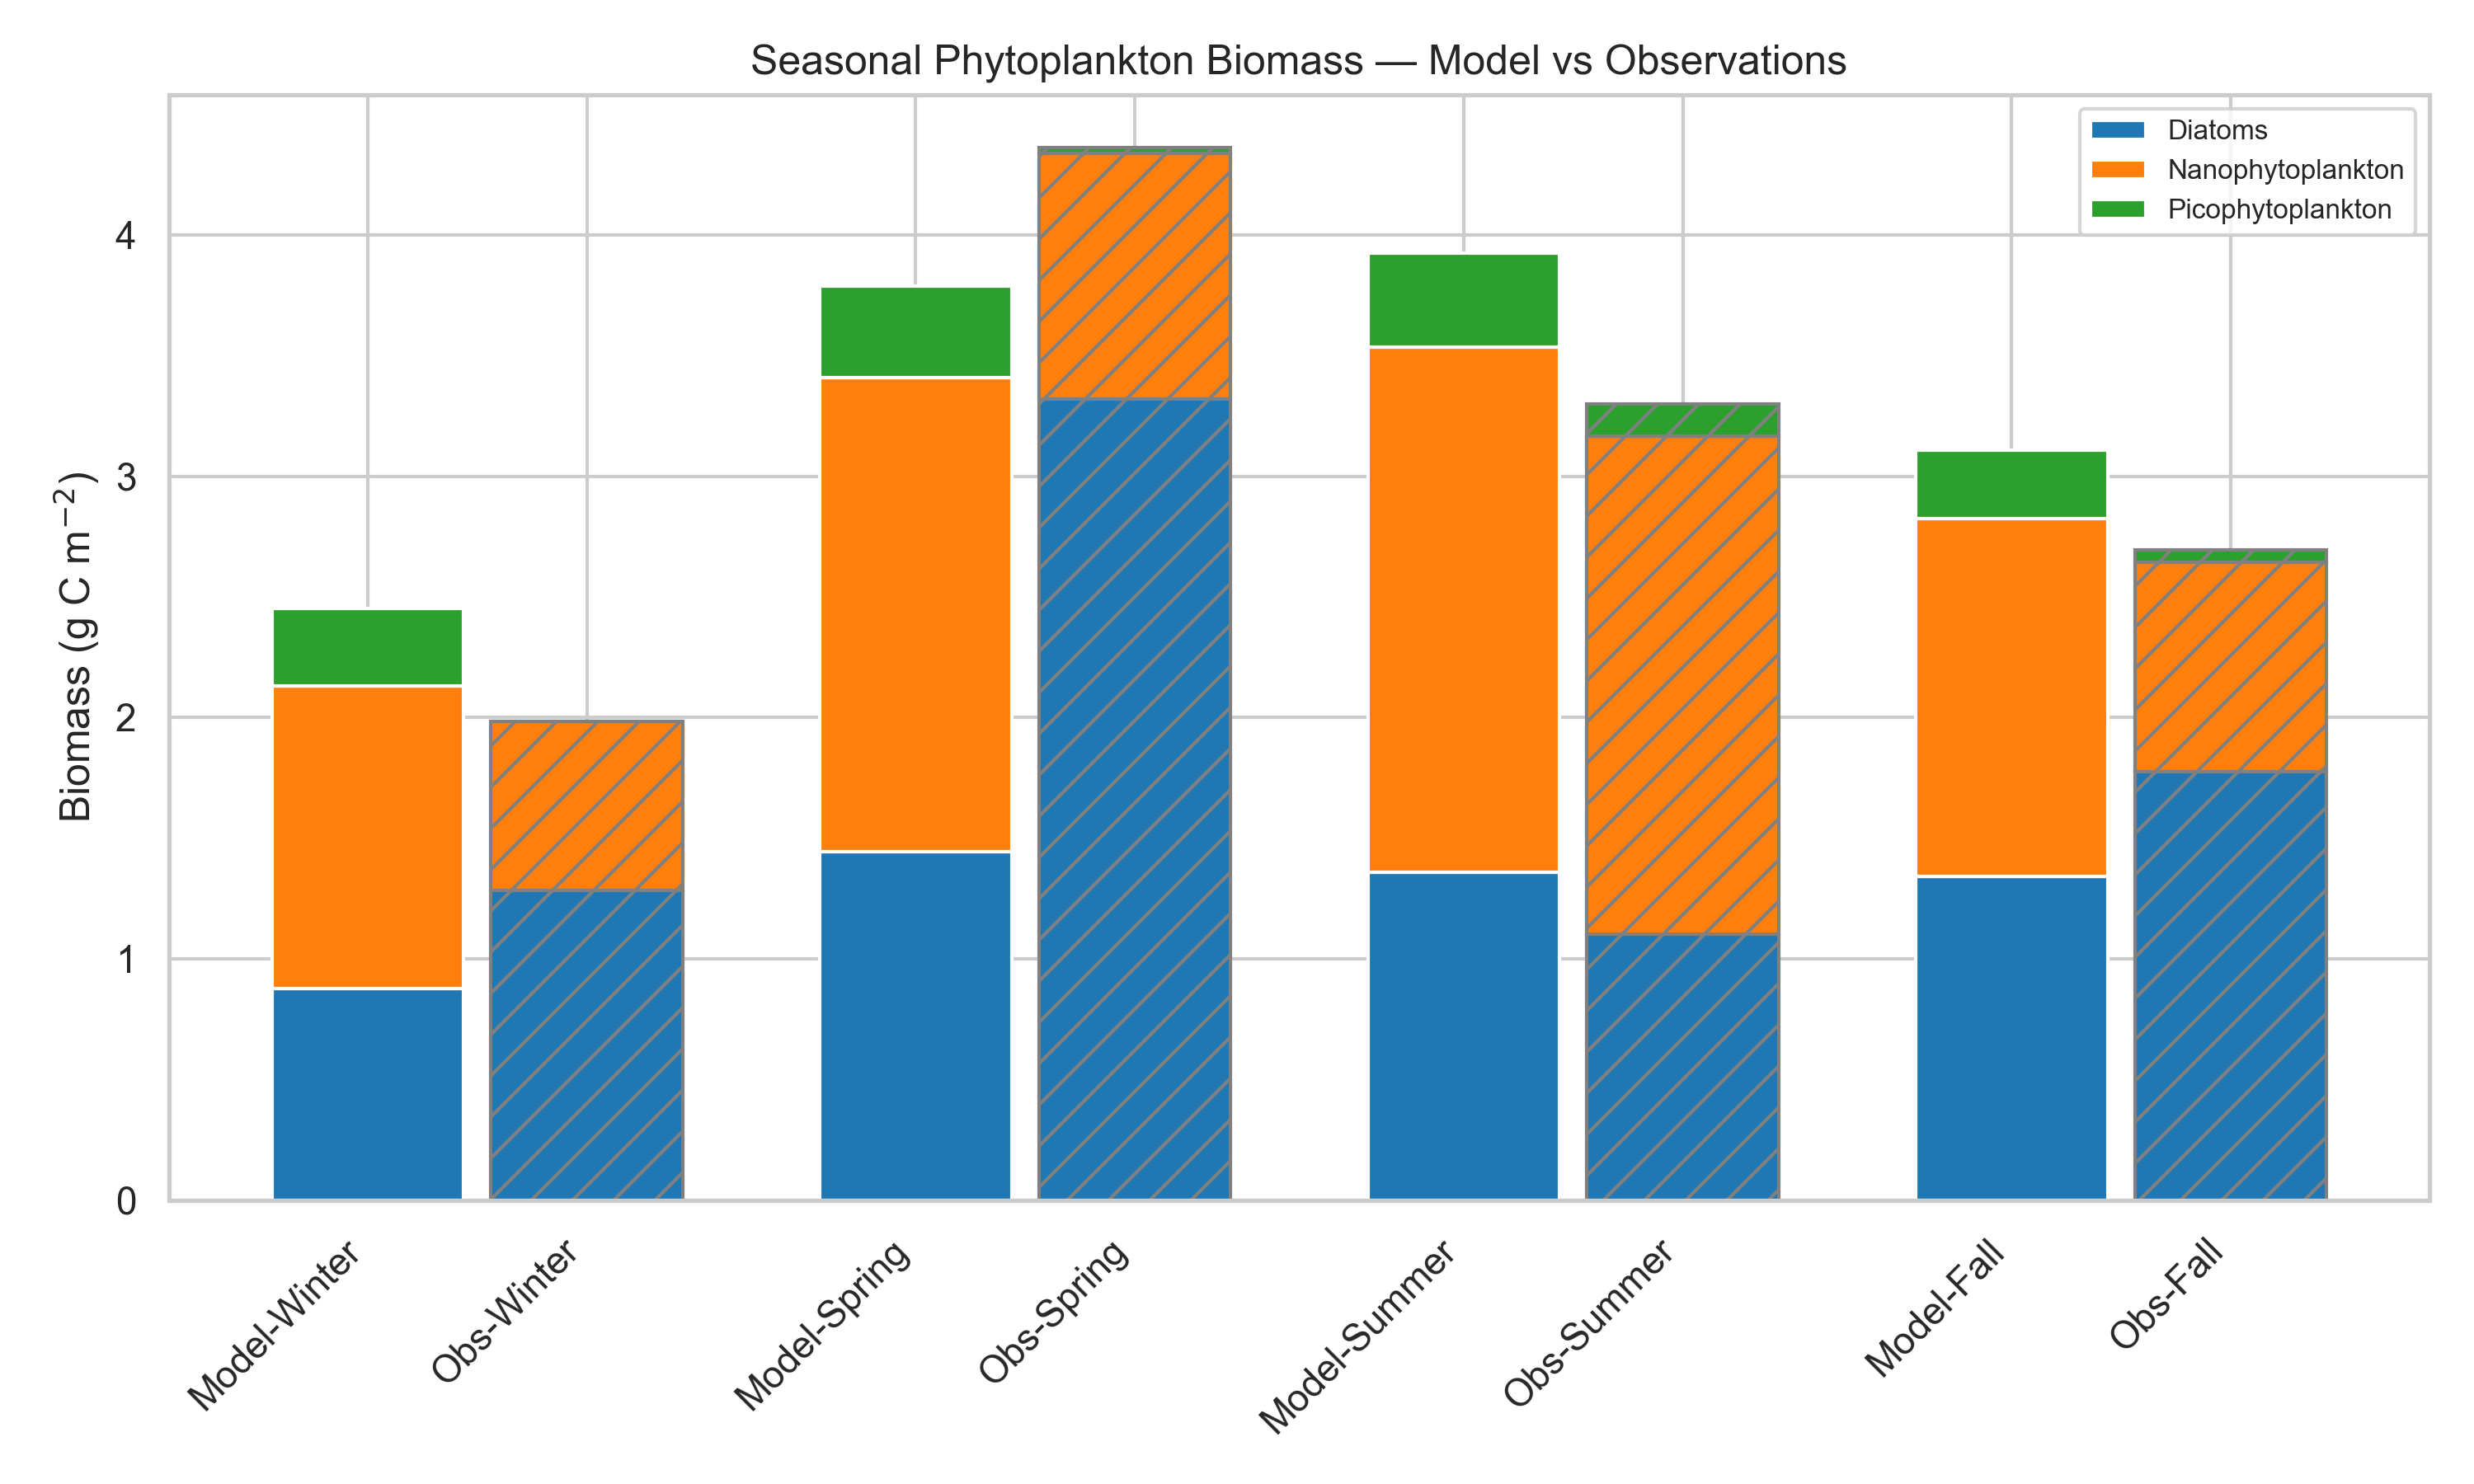 Seasonal Phytoplankton Biomass — Model vs Observations
Diatoms
Nanophytoplankton
Picophytoplankton
Biomass (g C m⁻²)
4
3
2
1
0
Model-Winter
Obs-Winter
Model-Spring
Obs-Spring
Model-Summer
Obs-Summer
Model-Fall
Obs-Fall